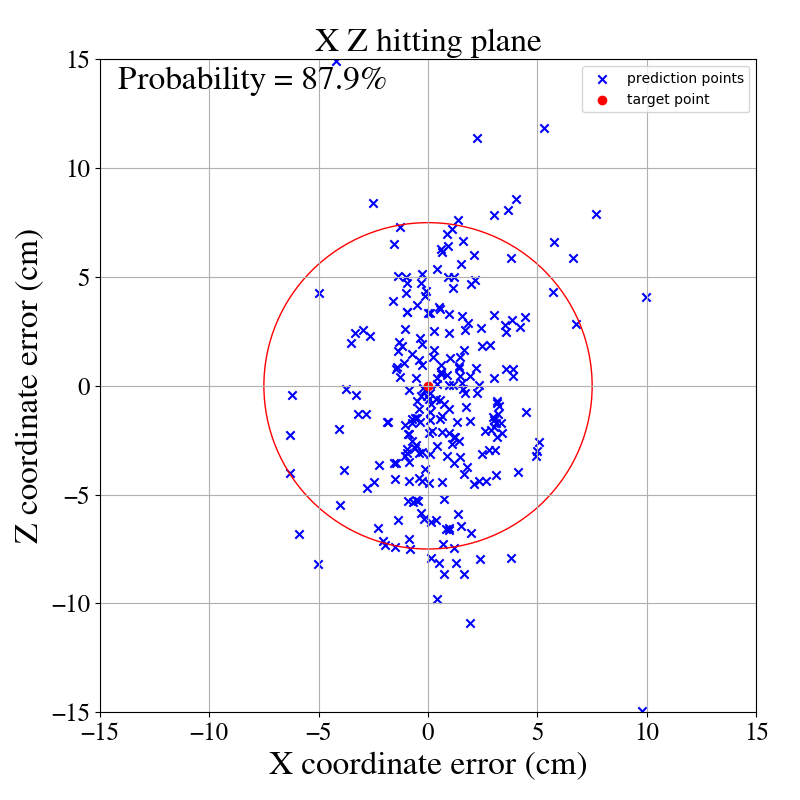 X Z hitting plane
Probability = 87.9%
prediction points
target point
15
10
5
0
−5
−10
−15
Z coordinate error (cm)
−15 −10 −5 0 5 10 15
X coordinate error (cm)